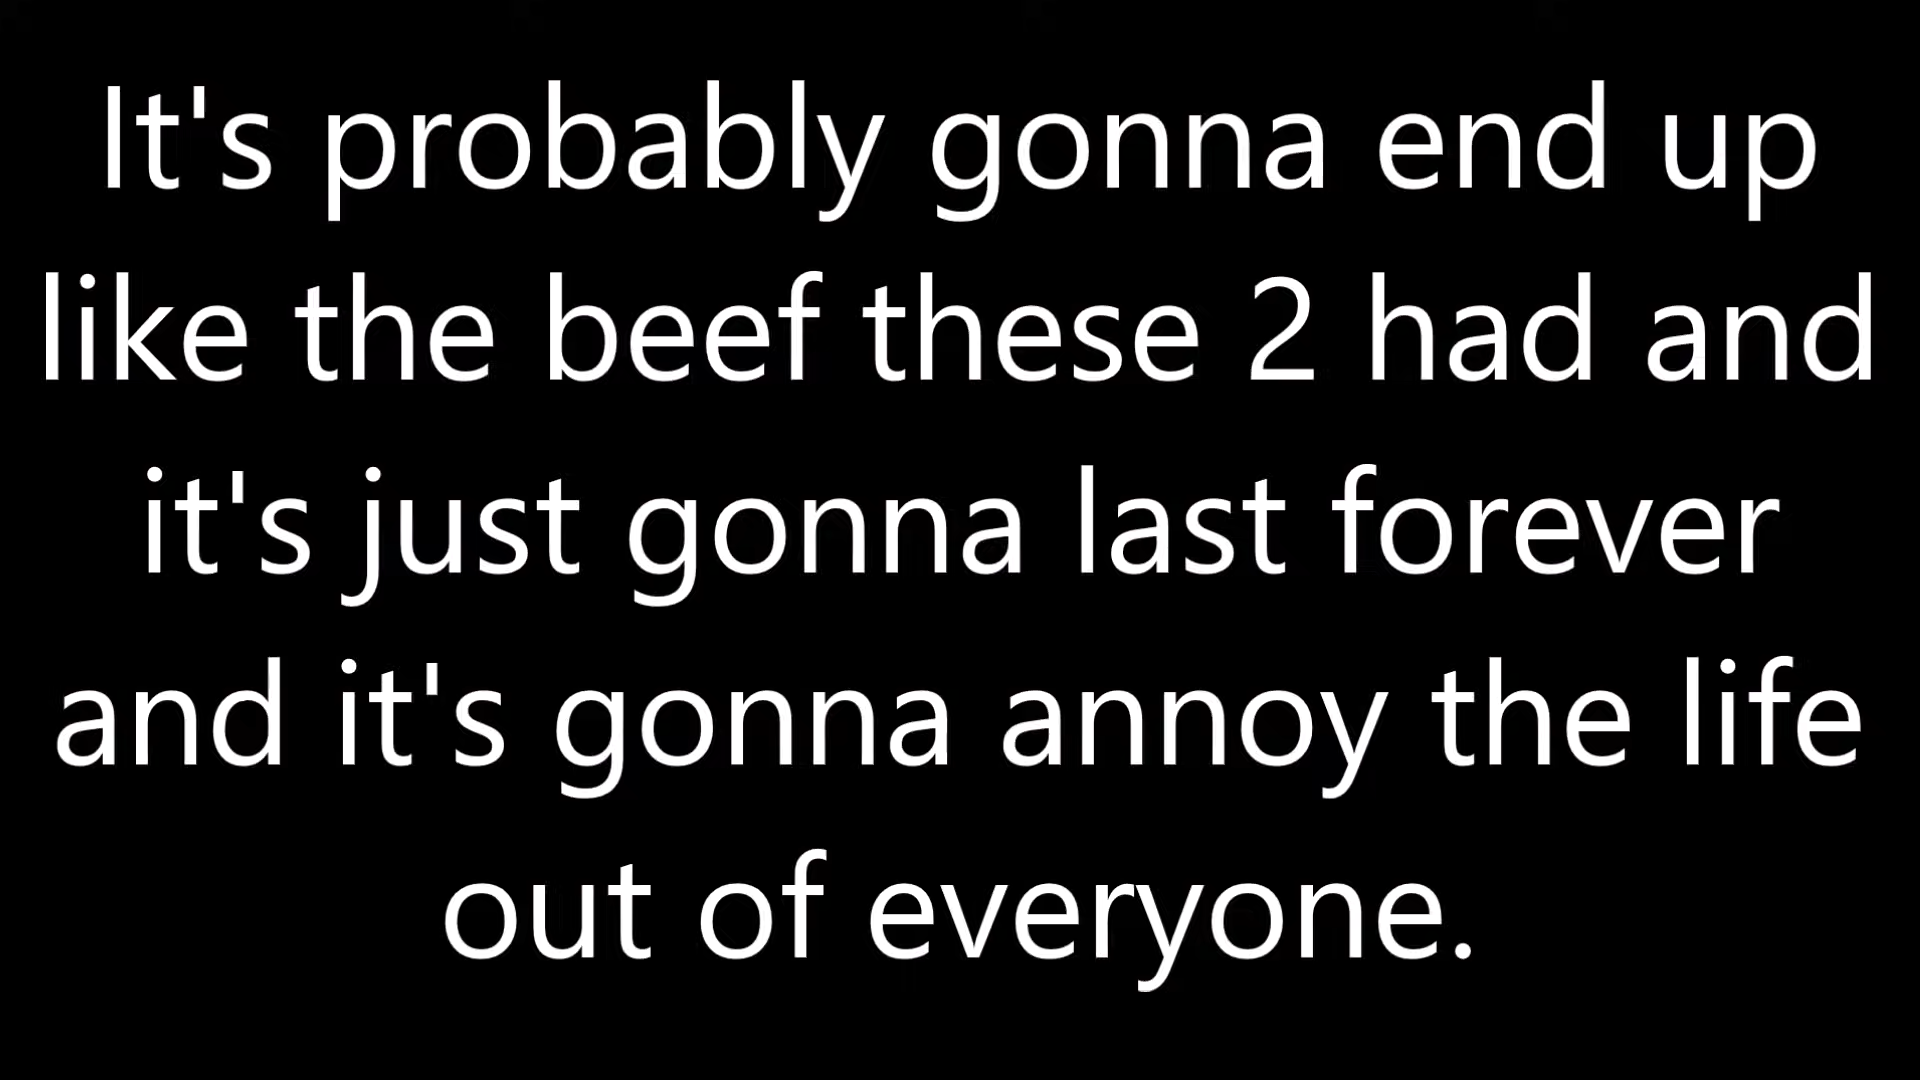 It's probably gonna end up
like the beef these 2 had and
it's just gonna last forever
and it's gonna annoy the life
out of everyone.